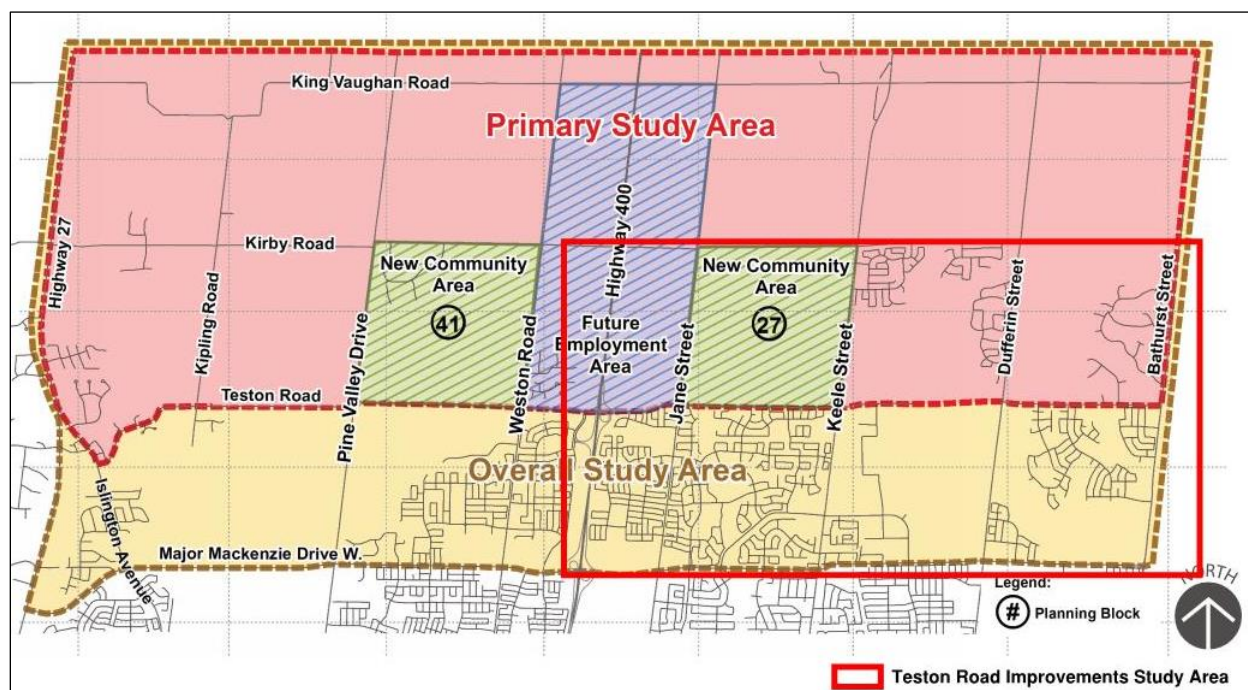 King Vaughan Road
Primary Study Area
Highway 27
Kipling Road
Kirby Road
Pine Valley Drive
New Community
Area
41
Weston Road
Highway 400
Future
Employment
Area
Jane Street
New Community
Area
27
Keele Street
Dufferin Street
Bathurst Street
Teston Road
Overall Study Area
Islington Avenue
Major Mackenzie Drive W.
NORTH
Legend:
# Planning Block
Teston Road Improvements Study Area